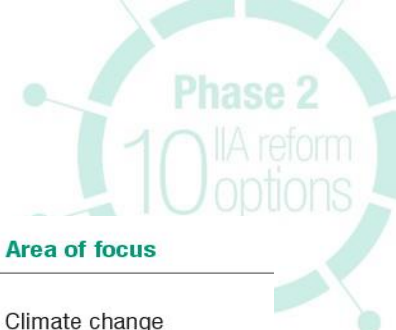 Phase 2
10 IIA reform
options
Area of focus
Climate change